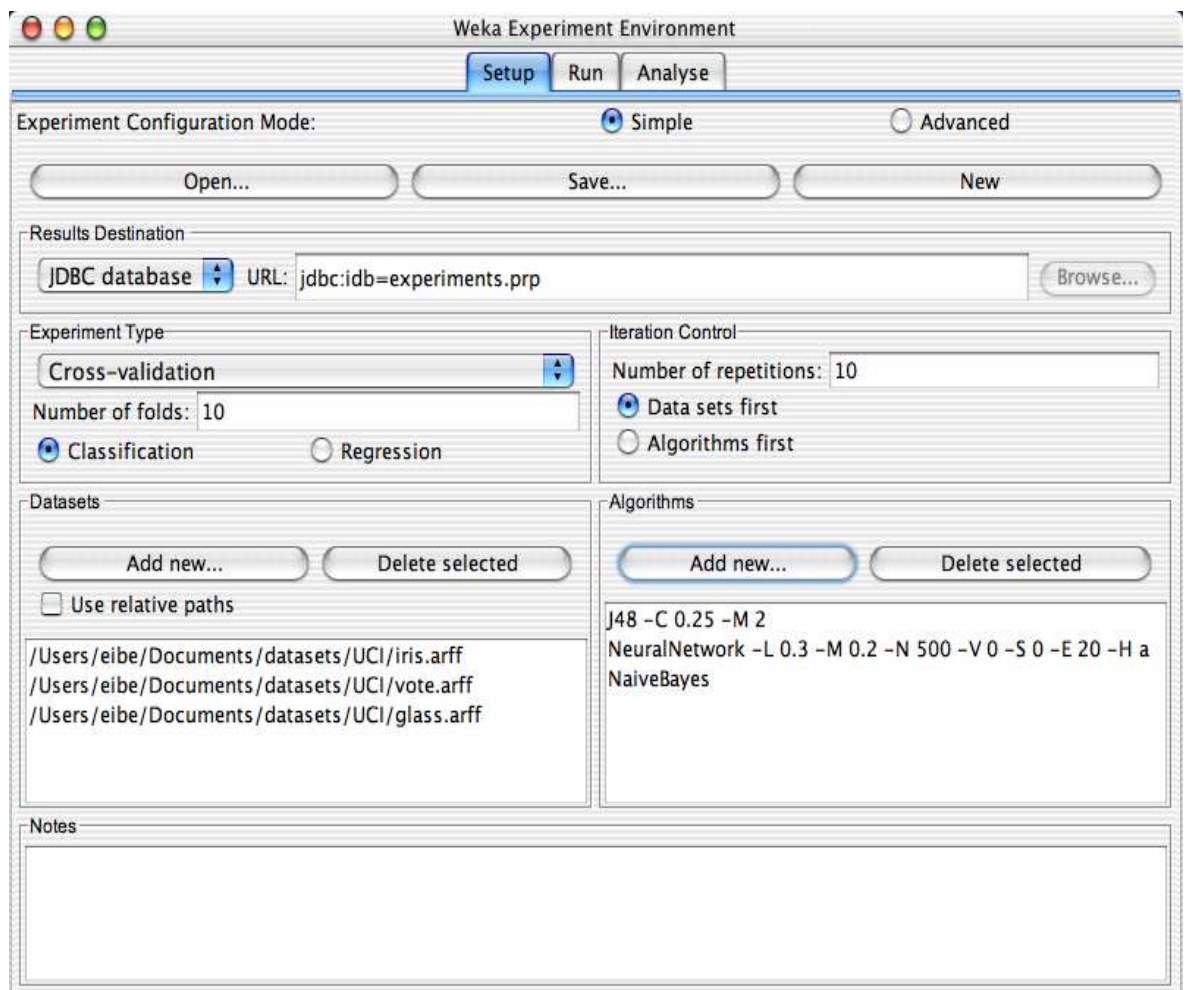 Weka Experiment Environment
Setup Run Analyse
Experiment Configuration Mode: Simple Advanced
Open... Save... New
Results Destination
JDBC database URL: jdbc:idb=experiments.prp Browse...
Experiment Type
Cross-validation
Number of folds: 10
Classification Regression
Iteration Control
Number of repetitions: 10
Data sets first
Algorithms first
Datasets
Add new... Delete selected
Use relative paths
/Users/eibe/Documents/datasets/UCI/iris.arff
/Users/eibe/Documents/datasets/UCI/vote.arff
/Users/eibe/Documents/datasets/UCI/glass.arff
Algorithms
Add new... Delete selected
J48 -C 0.25 -M 2
NeuralNetwork -L 0.3 -M 0.2 -N 500 -V 0 -S 0 -E 20 -H a
NaiveBayes
Notes